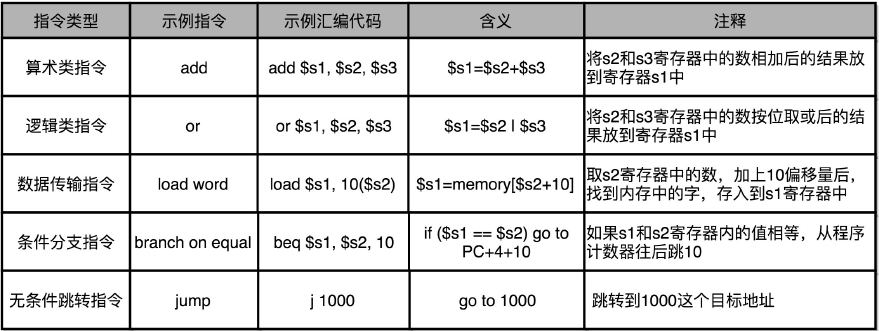 指令类型 示例指令 示例汇编代码 含义 注释
算术类指令 add add $s1, $s2, $s3 $s1=$s2+$s3 将s2和s3寄存器中的数相加后的结果放
到寄存器s1中
逻辑类指令 or or $s1, $s2, $s3 $s1=$s2 | $s3 将s2和s3寄存器中的数按位取或后的结
果放到寄存器s1中
数据传输指令 load word load $s1, 10($s2) $s1=memory[$s2+10] 取s2寄存器中的数，加上10偏移量后，
找到内存中的字，存入到s1寄存器中
条件分支指令 branch on equal beq $s1, $s2, 10 if ($s1 == $s2) go to
PC+4+10
如果s1和s2寄存器内的值相等，从程序
计数器往后跳10
无条件跳转指令 jump j 1000 go to 1000 跳转到1000这个目标地址